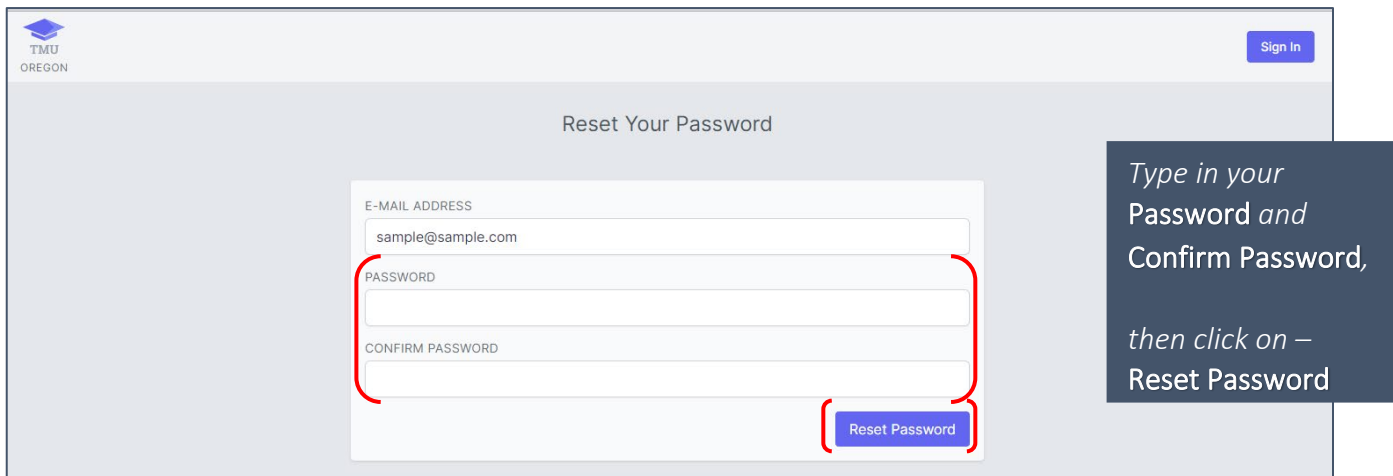 TMU
OREGON
Sign In
Reset Your Password
E-MAIL ADDRESS
sample@sample.com
PASSWORD
CONFIRM PASSWORD
Reset Password
Type in your
Password and
Confirm Password,
then click on –
Reset Password